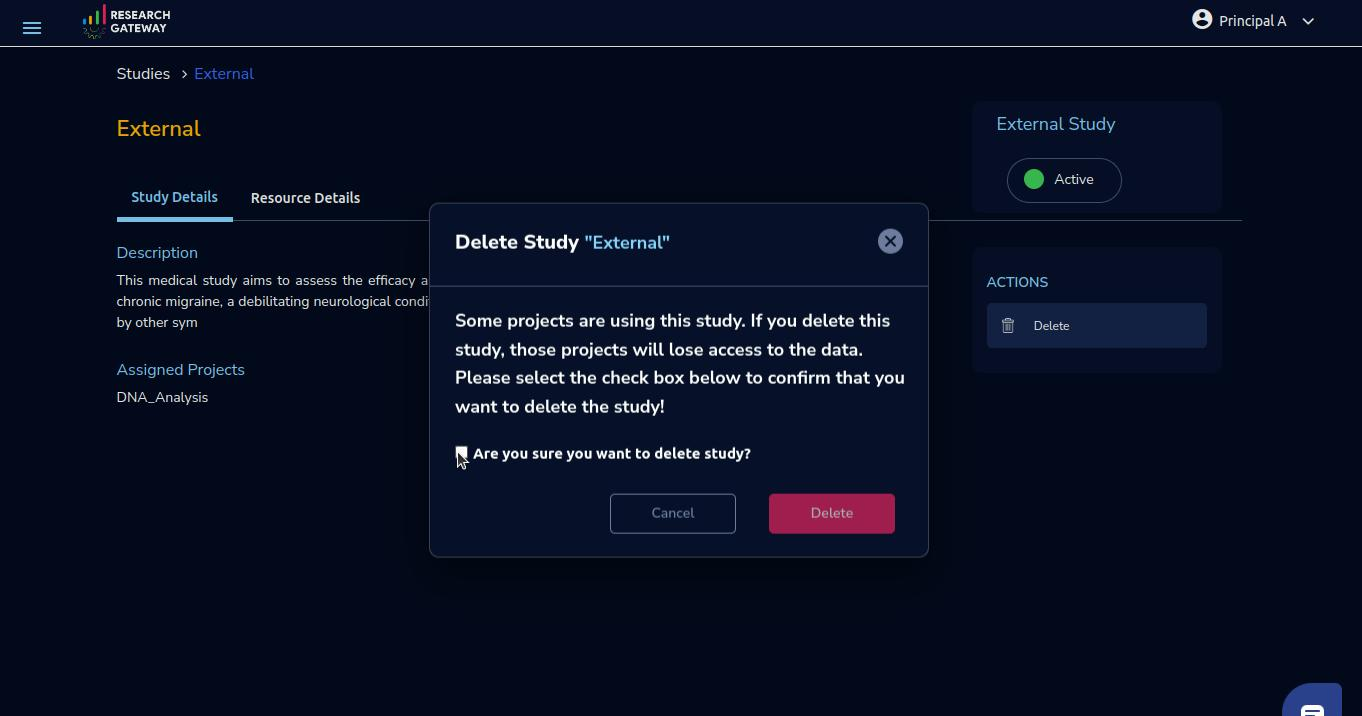 RESEARCH
GATEWAY
Principal A
Studies > External
External
External Study
Active
Study Details
Resource Details
Description
This medical study aims to assess the efficacy a
chronic migraine, a debilitating neurological condi
by other sym
Assigned Projects
DNA_Analysis
Delete Study "External"
Some projects are using this study. If you delete this
study, those projects will lose access to the data.
Please select the check box below to confirm that you
want to delete the study!
Are you sure you want to delete study?
Cancel
Delete
ACTIONS
Delete